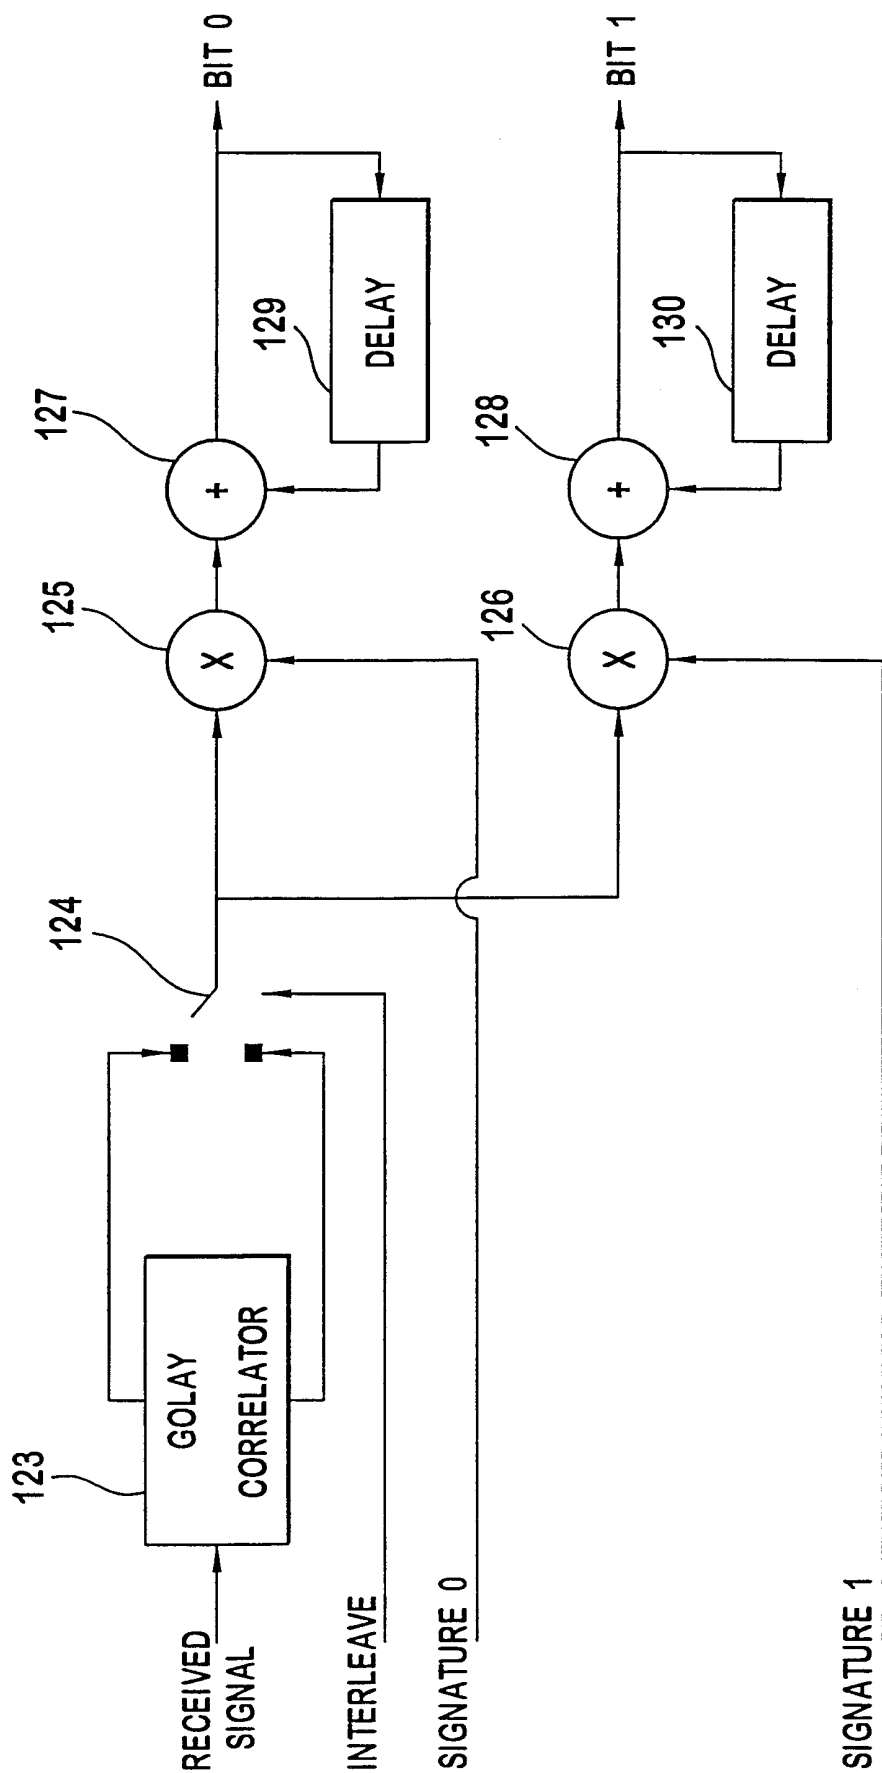 123
GOLAY
CORRELATOR
124
125
127
BIT 0
X
+
129
DELAY
RECEIVED
SIGNAL
INTERLEAVE
SIGNATURE 0
126
128
BIT 1
X
+
130
DELAY
SIGNATURE 1